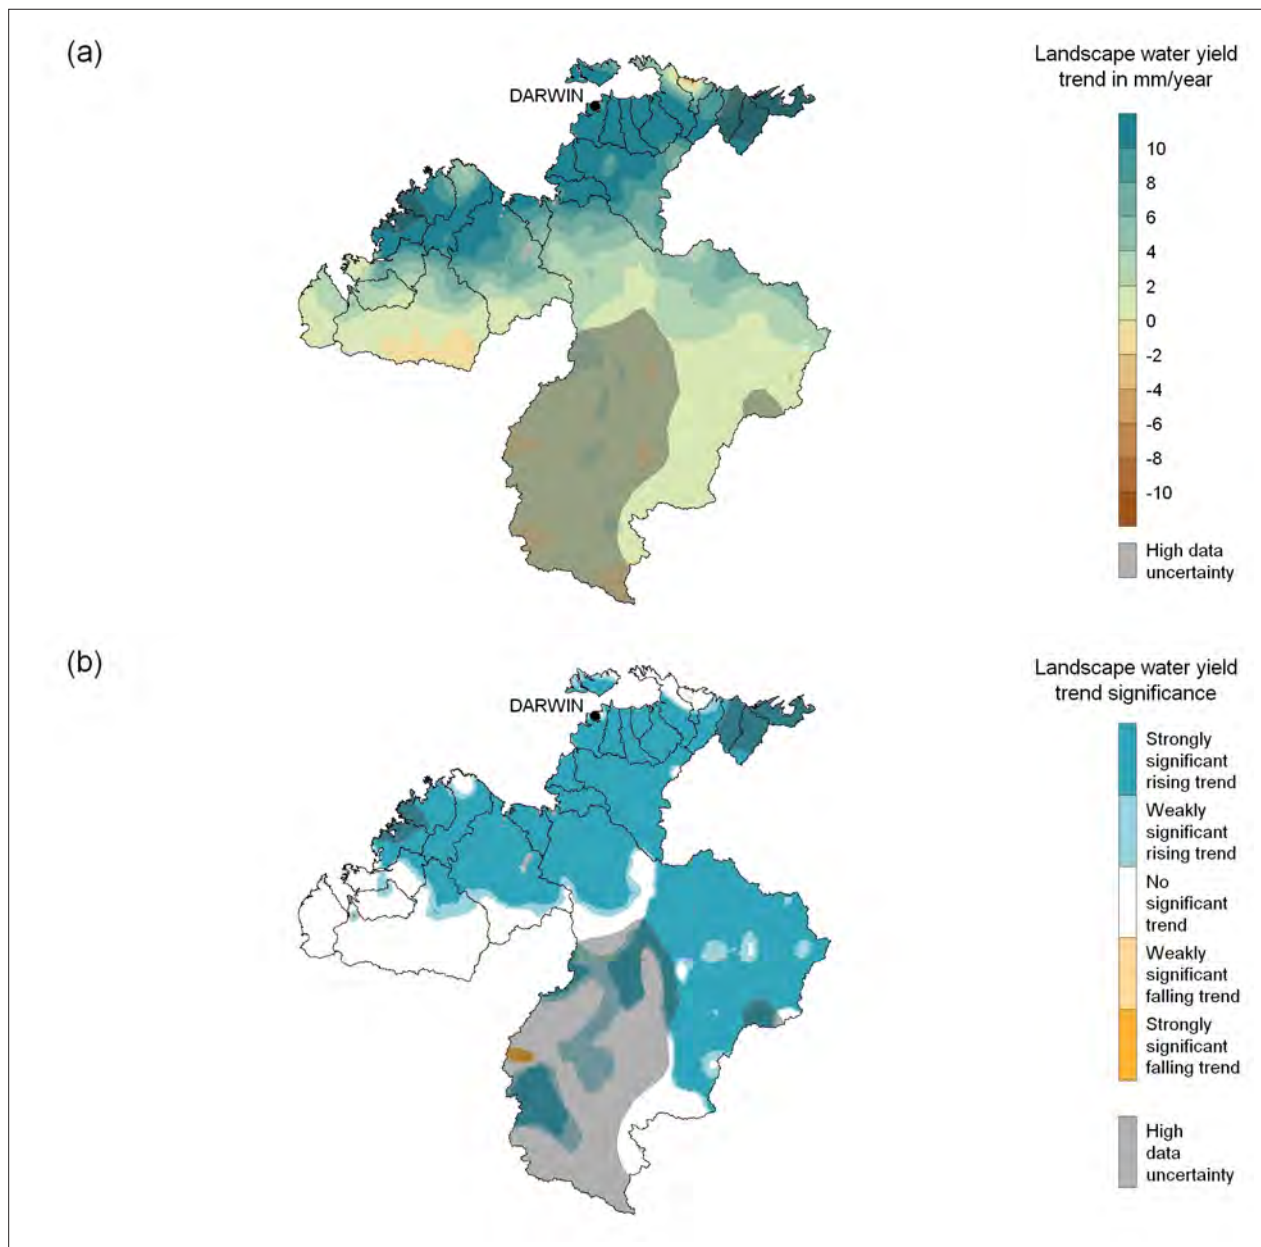 (a)
Landscape water yield
trend in mm/year
DARWIN
10
8
6
4
2
0
-2
-4
-6
-8
-10
High data
uncertainty
(b)
Landscape water yield
trend significance
DARWIN
Strongly
significant
rising trend
Weakly
significant
rising trend
No
significant
trend
Weakly
significant
falling trend
Strongly
significant
falling trend
High
data
uncertainty